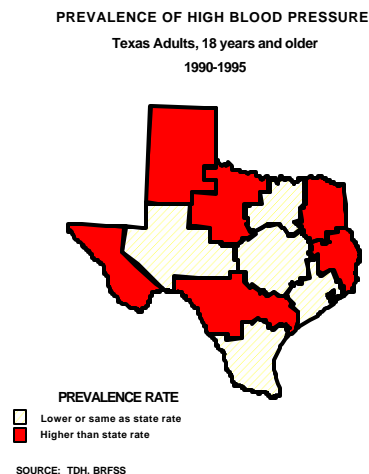 PREVALENCE OF HIGH BLOOD PRESSURE
Texas Adults, 18 years and older
1990-1995
PREVALENCE RATE
Lower or same as state rate
Higher than state rate
SOURCE: TDH, BRFSS